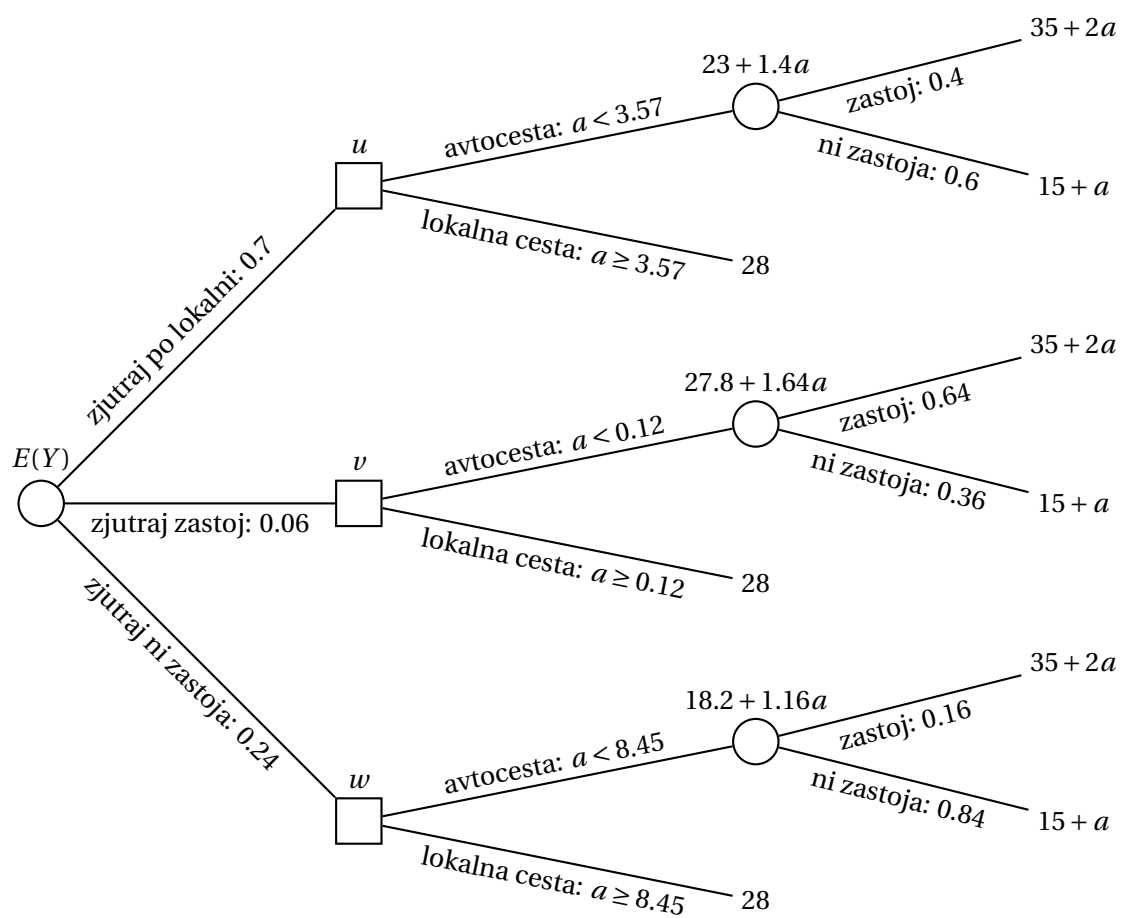 35 + 2a
23 + 1.4a
zastoj: 0.4
avtocesta: a < 3.57
u
ni zastoja: 0.6
15 + a
lokalna cesta: a ≥ 3.57
28
zjutraj po lokalni: 0.7
35 + 2a
27.8 + 1.64a
zastoj: 0.64
avtocesta: a < 0.12
E(Y)
v
ni zastoja: 0.36
15 + a
zjutraj zastoj: 0.06
lokalna cesta: a ≥ 0.12
28
zjutraj ni zastoja: 0.24
35 + 2a
18.2 + 1.16a
zastoj: 0.16
avtocesta: a < 8.45
w
ni zastoja: 0.84
15 + a
lokalna cesta: a ≥ 8.45
28